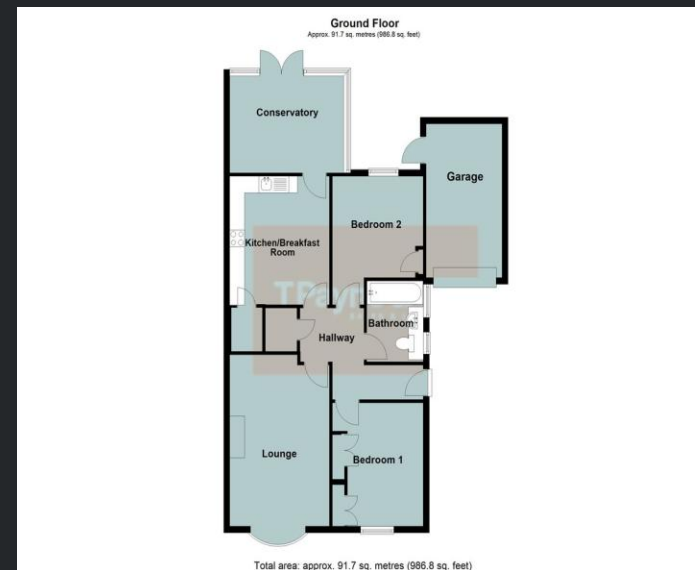 Ground Floor
Approx. 91.7 sq. metres (986.8 sq. feet)
Conservatory
Garage
Bedroom 2
Kitchen/Breakfast
Room
Bathroom
Hallway
Lounge
Bedroom 1
Total area: approx. 91.7 sq. metres (986.8 sq. feet)